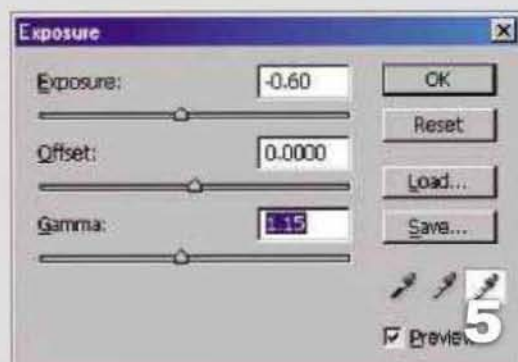 Exposure
Exposure: -0.60
OK
Reset
Offset: 0.0000
Load...
Gamma: 1.15
Save...
Preview
5